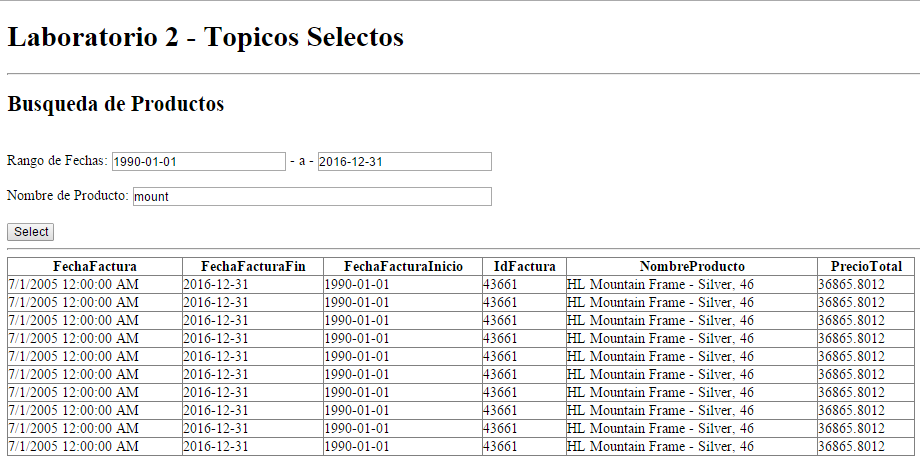 Laboratorio 2 - Topicos Selectos
Busqueda de Productos
Rango de Fechas: 1990-01-01 - a - 2016-12-31
Nombre de Producto: mount
Select
FechaFactura FechaFacturaFin FechaFacturaInicio IdFactura NombreProducto PrecioTotal
7/1/2005 12:00:00 AM 2016-12-31 1990-01-01 43661 HL Mountain Frame - Silver, 46 36865.8012
7/1/2005 12:00:00 AM 2016-12-31 1990-01-01 43661 HL Mountain Frame - Silver, 46 36865.8012
7/1/2005 12:00:00 AM 2016-12-31 1990-01-01 43661 HL Mountain Frame - Silver, 46 36865.8012
7/1/2005 12:00:00 AM 2016-12-31 1990-01-01 43661 HL Mountain Frame - Silver, 46 36865.8012
7/1/2005 12:00:00 AM 2016-12-31 1990-01-01 43661 HL Mountain Frame - Silver, 46 36865.8012
7/1/2005 12:00:00 AM 2016-12-31 1990-01-01 43661 HL Mountain Frame - Silver, 46 36865.8012
7/1/2005 12:00:00 AM 2016-12-31 1990-01-01 43661 HL Mountain Frame - Silver, 46 36865.8012
7/1/2005 12:00:00 AM 2016-12-31 1990-01-01 43661 HL Mountain Frame - Silver, 46 36865.8012
7/1/2005 12:00:00 AM 2016-12-31 1990-01-01 43661 HL Mountain Frame - Silver, 46 36865.8012
7/1/2005 12:00:00 AM 2016-12-31 1990-01-01 43661 HL Mountain Frame - Silver, 46 36865.8012